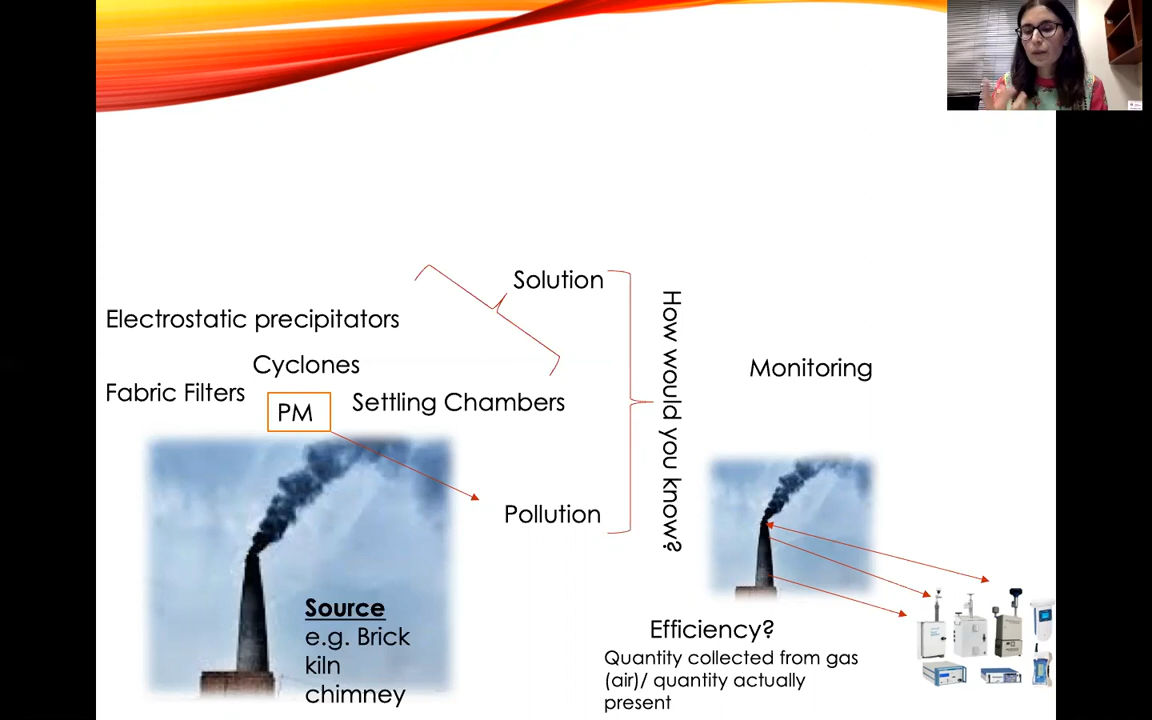 Solution
Electrostatic precipitators
Cyclones
Fabric Filters
PM
Settling Chambers
Pollution
How would you know?
Monitoring
Source
e.g. Brick
kiln
chimney
Efficiency?
Quantity collected from gas
(air)/ quantity actually
present